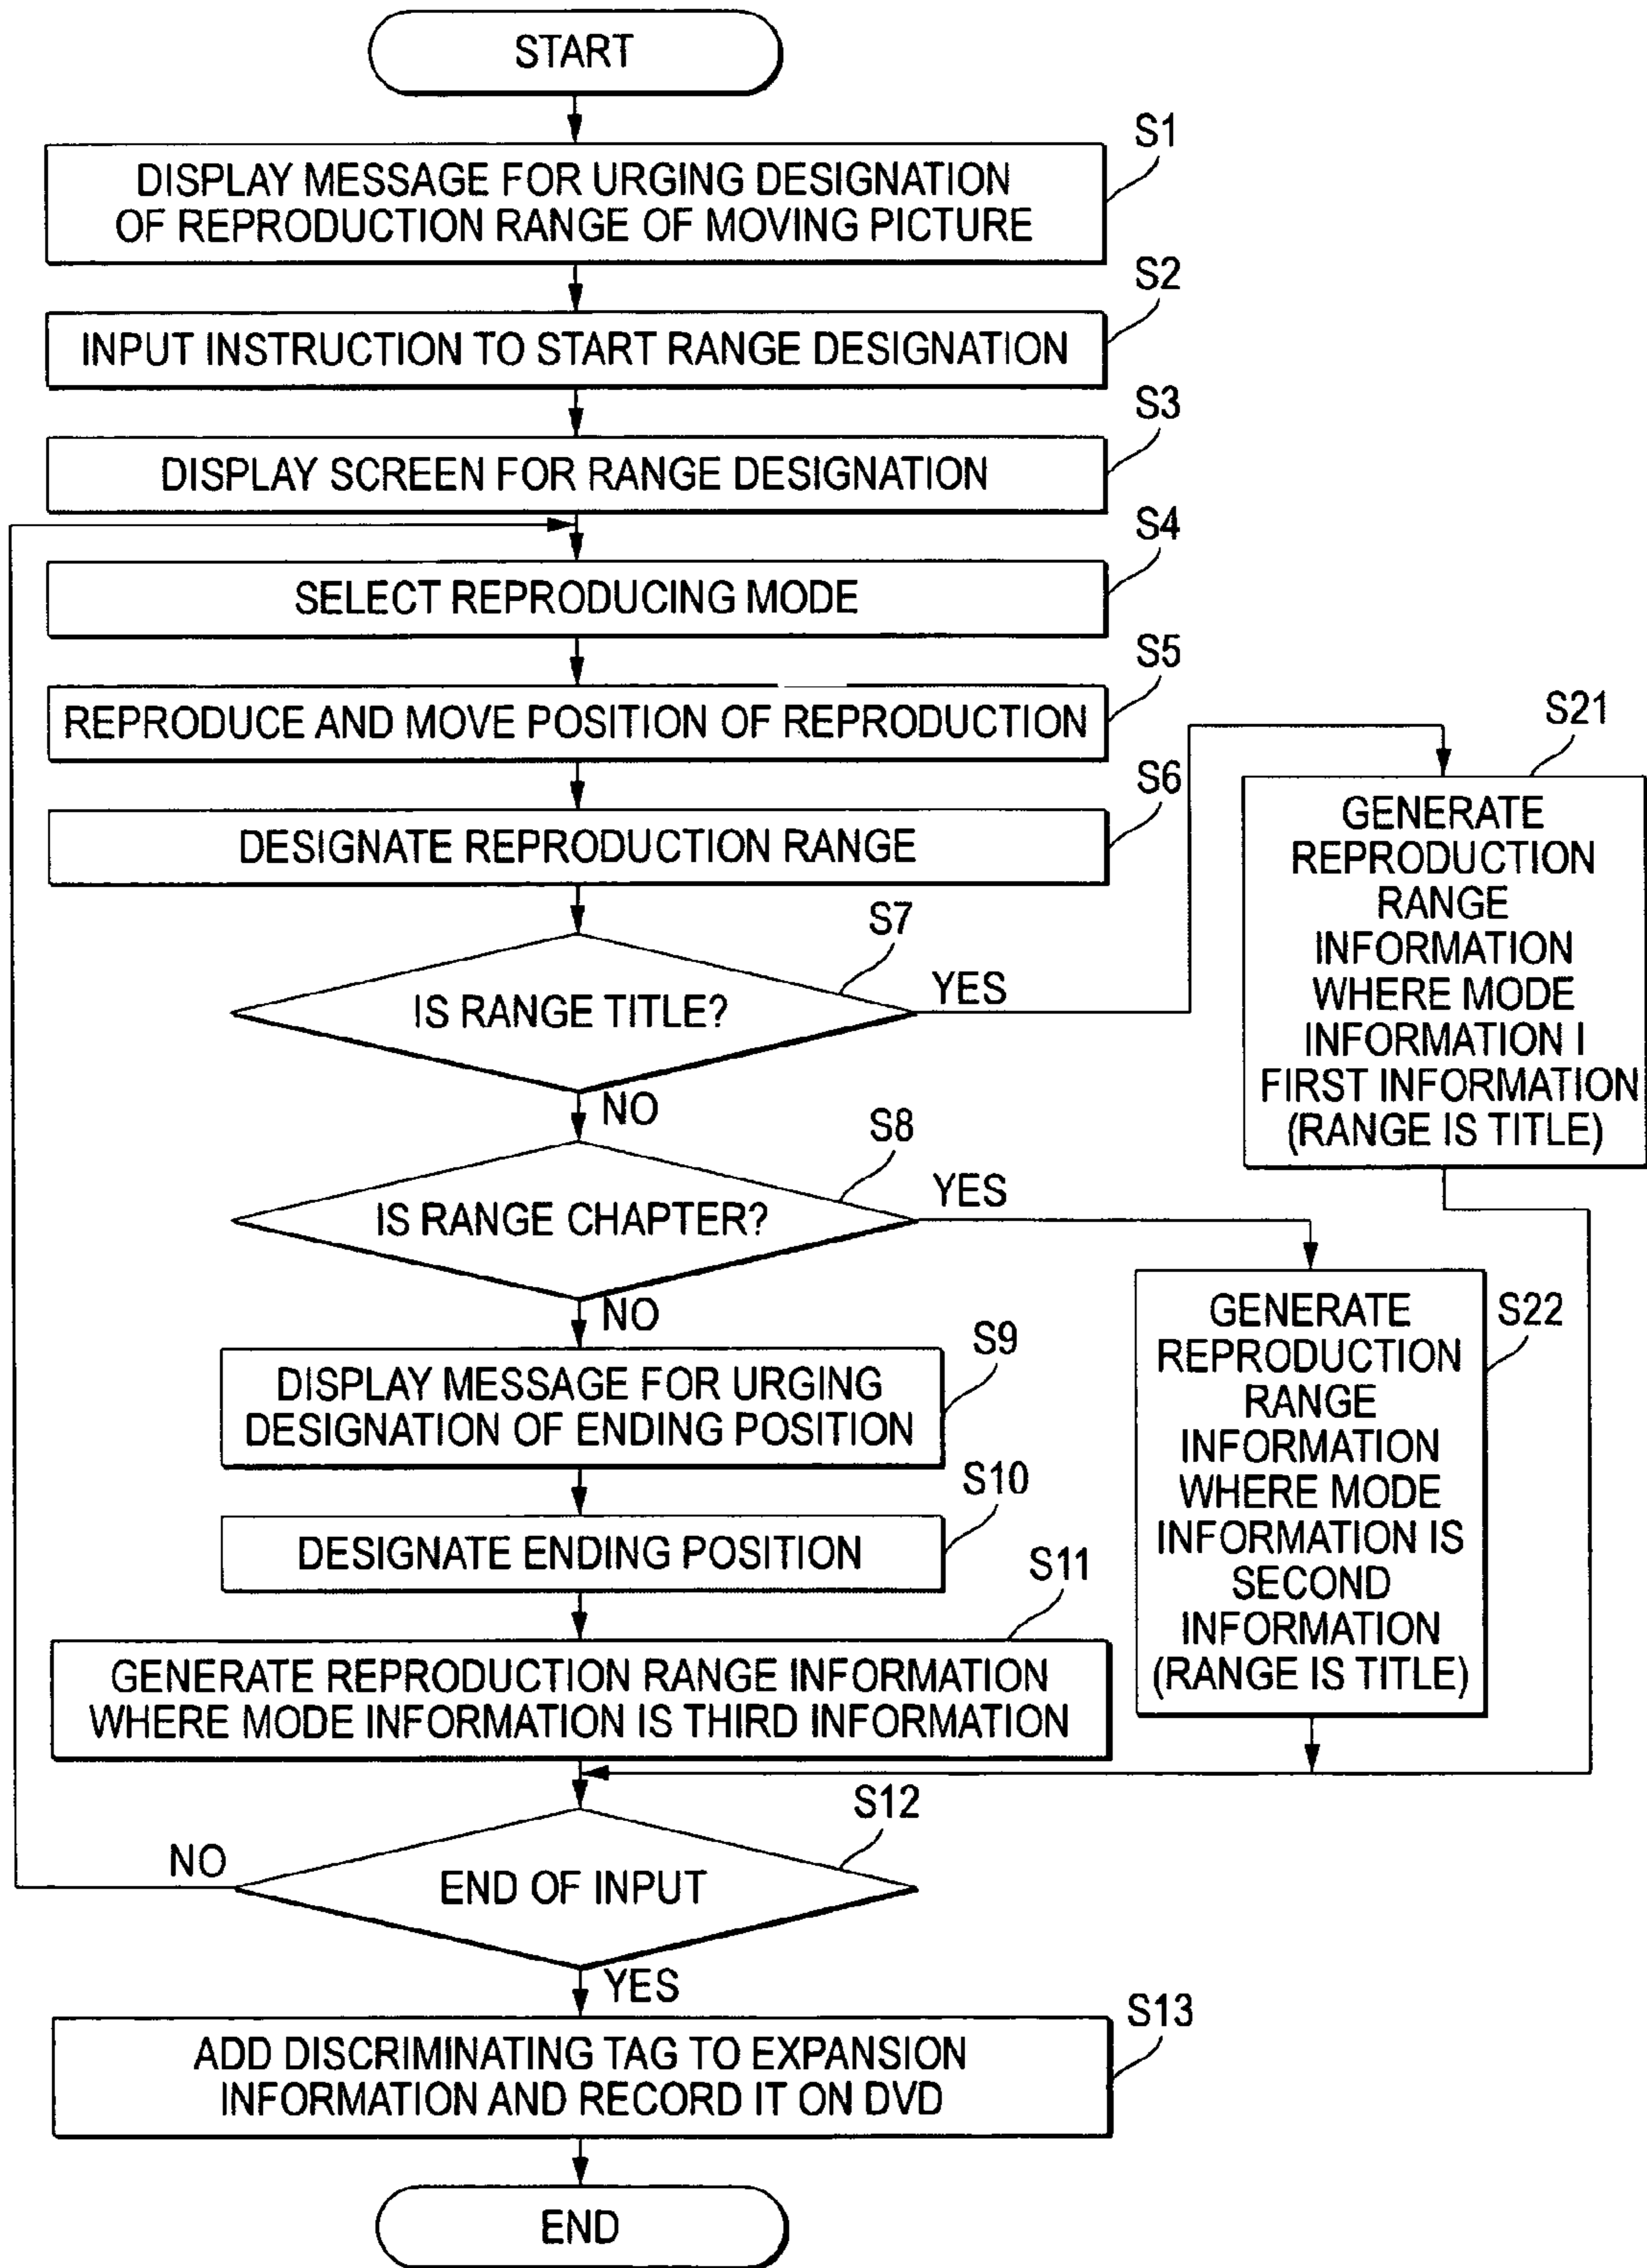 START
S1
DISPLAY MESSAGE FOR URGING DESIGNATION
OF REPRODUCTION RANGE OF MOVING PICTURE
S2
INPUT INSTRUCTION TO START RANGE DESIGNATION
S3
DISPLAY SCREEN FOR RANGE DESIGNATION
S4
SELECT REPRODUCING MODE
S5
REPRODUCE AND MOVE POSITION OF REPRODUCTION
S6
DESIGNATE REPRODUCTION RANGE
S7
IS RANGE TITLE?
YES
NO
S21
GENERATE
REPRODUCTION
RANGE
INFORMATION
WHERE MODE
INFORMATION I
FIRST INFORMATION
(RANGE IS TITLE)
S8
IS RANGE CHAPTER?
YES
NO
S22
GENERATE
REPRODUCTION
RANGE
INFORMATION
WHERE MODE
INFORMATION IS
SECOND
INFORMATION
(RANGE IS TITLE)
S9
DISPLAY MESSAGE FOR URGING
DESIGNATION OF ENDING POSITION
S10
DESIGNATE ENDING POSITION
S11
GENERATE REPRODUCTION RANGE INFORMATION
WHERE MODE INFORMATION IS THIRD INFORMATION
S12
END OF INPUT
NO
YES
S13
ADD DISCRIMINATING TAG TO EXPANSION
INFORMATION AND RECORD IT ON DVD
END